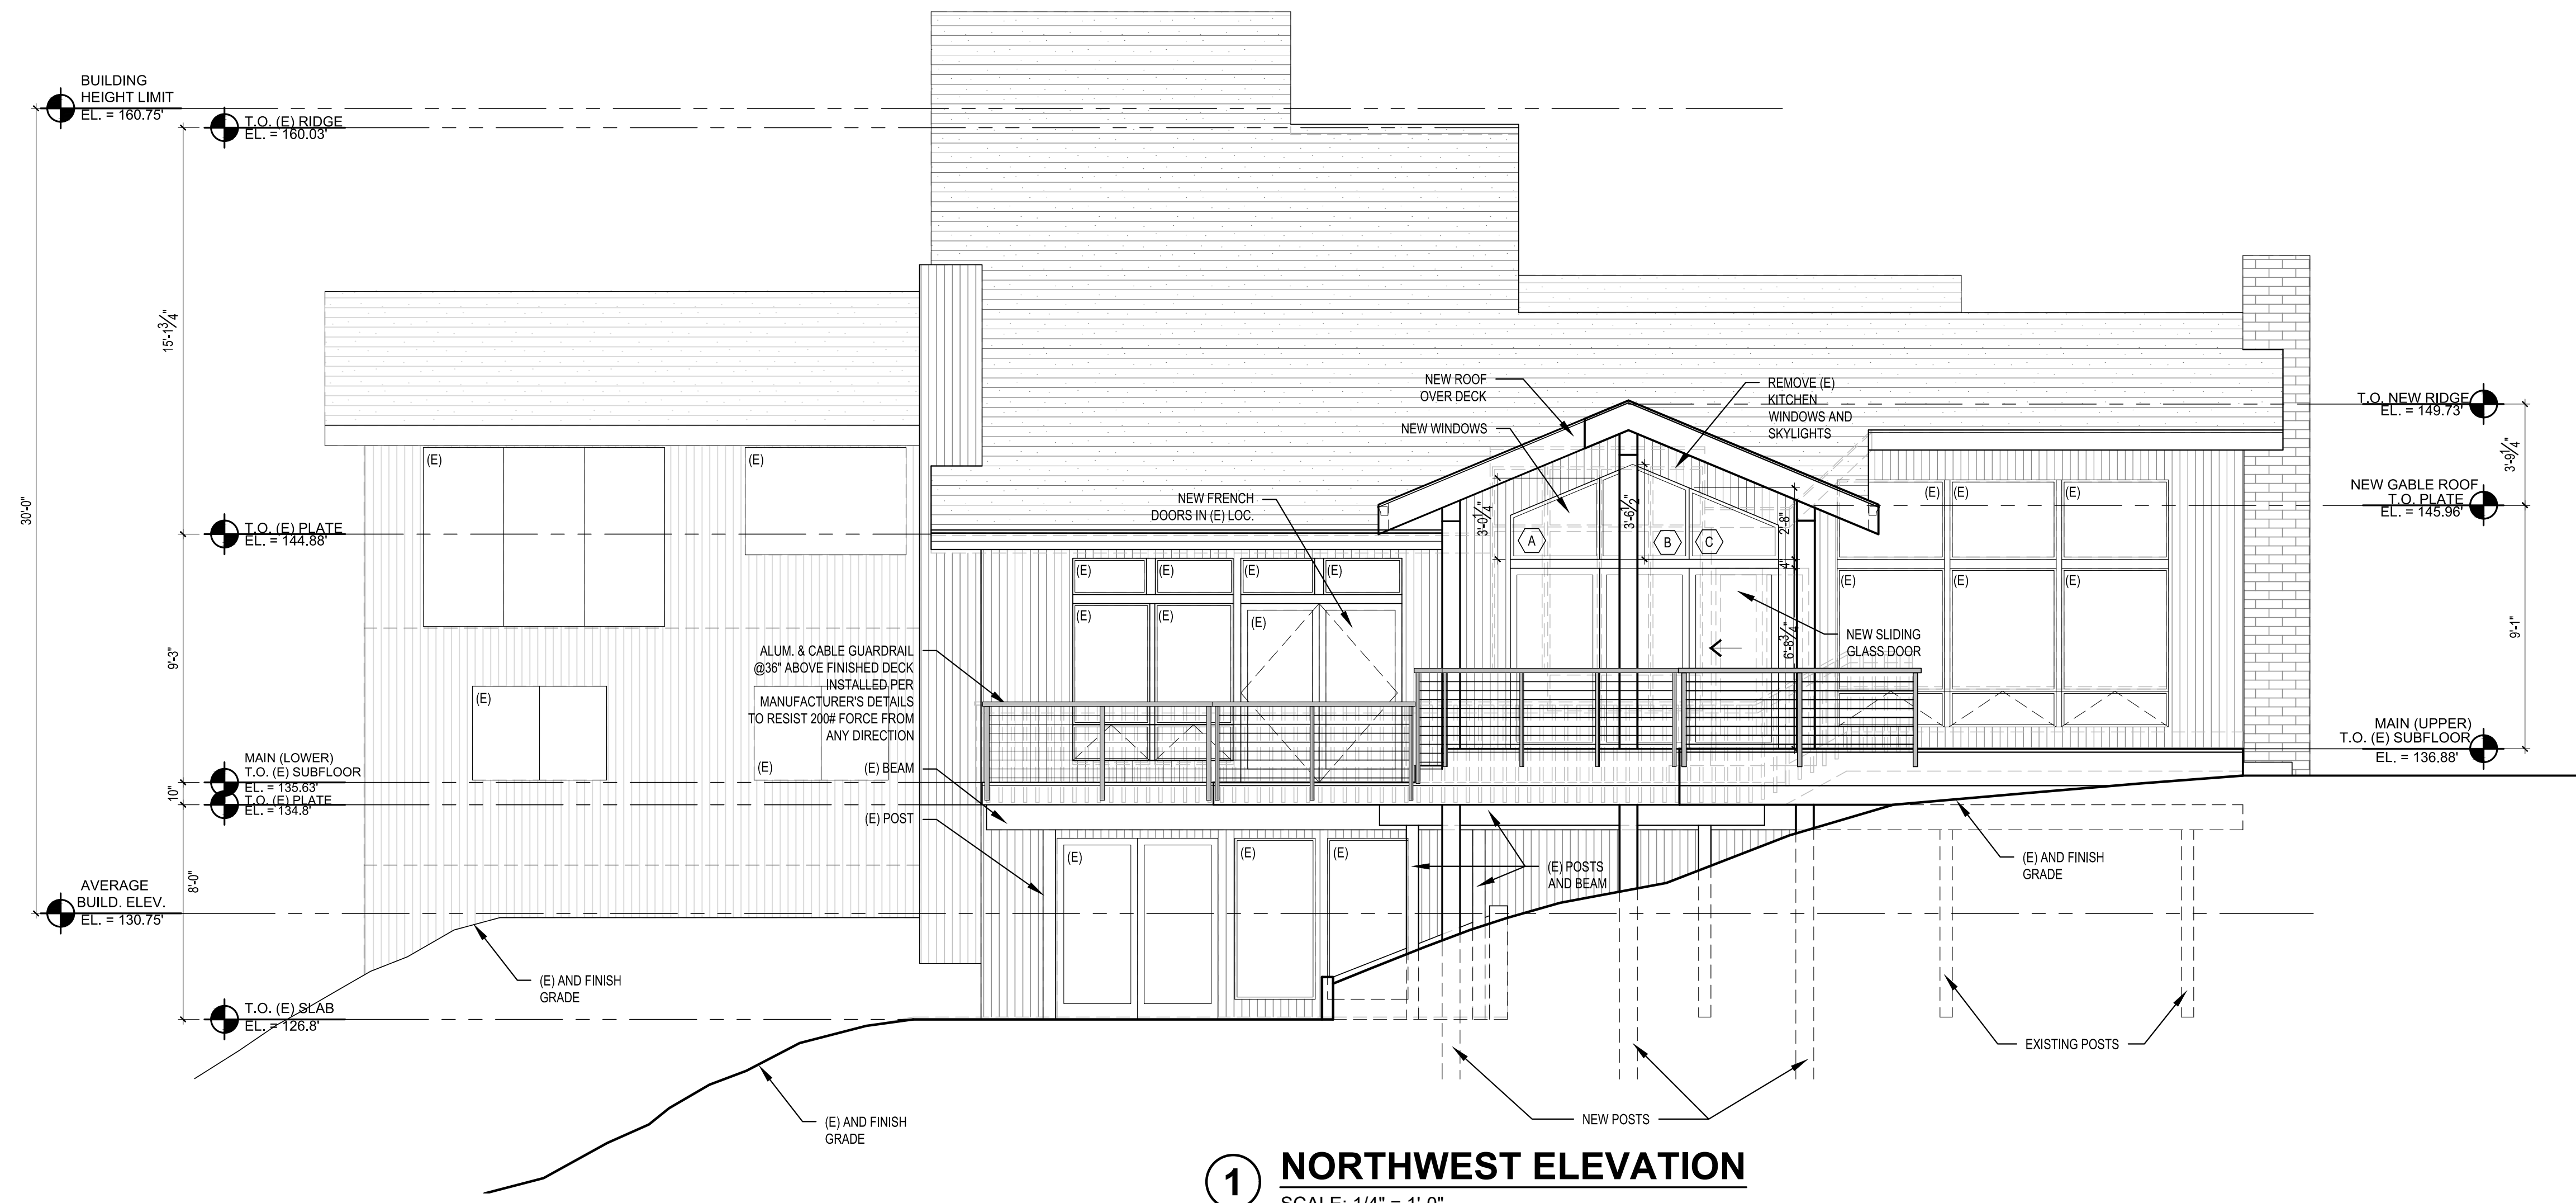 BUILDING
HEIGHT LIMIT
EL. = 160.75'
T.O. (E) RIDGE
EL. = 160.03'
15'-1 3/4"
30'-0"
T.O. (E) PLATE
EL. = 144.88'
9'-3"
MAIN (LOWER)
T.O. (E) SUBFLOOR
EL. = 135.63'
10"
T.O. (E) PLATE
EL. = 134.8'
8'-0"
AVERAGE
BUILD. ELEV.
EL. = 130.75'
T.O. (E) SLAB
EL. = 126.8'
(E)
(E)
(E)
(E)
(E) AND FINISH
GRADE
(E) AND FINISH
GRADE
NEW ROOF
OVER DECK
NEW WINDOWS
NEW FRENCH
DOORS IN (E) LOC.
REMOVE (E)
KITCHEN
WINDOWS AND
SKYLIGHTS
ALUM. & CABLE GUARDRAIL
@36" ABOVE FINISHED DECK
INSTALLED PER
MANUFACTURER'S DETAILS
TO RESIST 200# FORCE FROM
ANY DIRECTION
(E) BEAM
(E) POST
(E) (E) (E) (E)
(E) (E) (E)
3'-0 1/4"
3'-6 1/2"
2'-8"
4"
6'-8 3/4"
A
B
C
NEW SLIDING
GLASS DOOR
(E) (E) (E)
(E) (E) (E)
(E) (E) (E)
(E) POSTS
AND BEAM
(E) AND FINISH
GRADE
EXISTING POSTS
NEW POSTS
T.O. NEW RIDGE
EL. = 149.73'
3'-9 1/4"
NEW GABLE ROOF
T.O. PLATE
EL. = 145.96'
9'-1"
MAIN (UPPER)
T.O. (E) SUBFLOOR
EL. = 136.88'
1
NORTHWEST ELEVATION
SCALE: 1/4" = 1'-0"